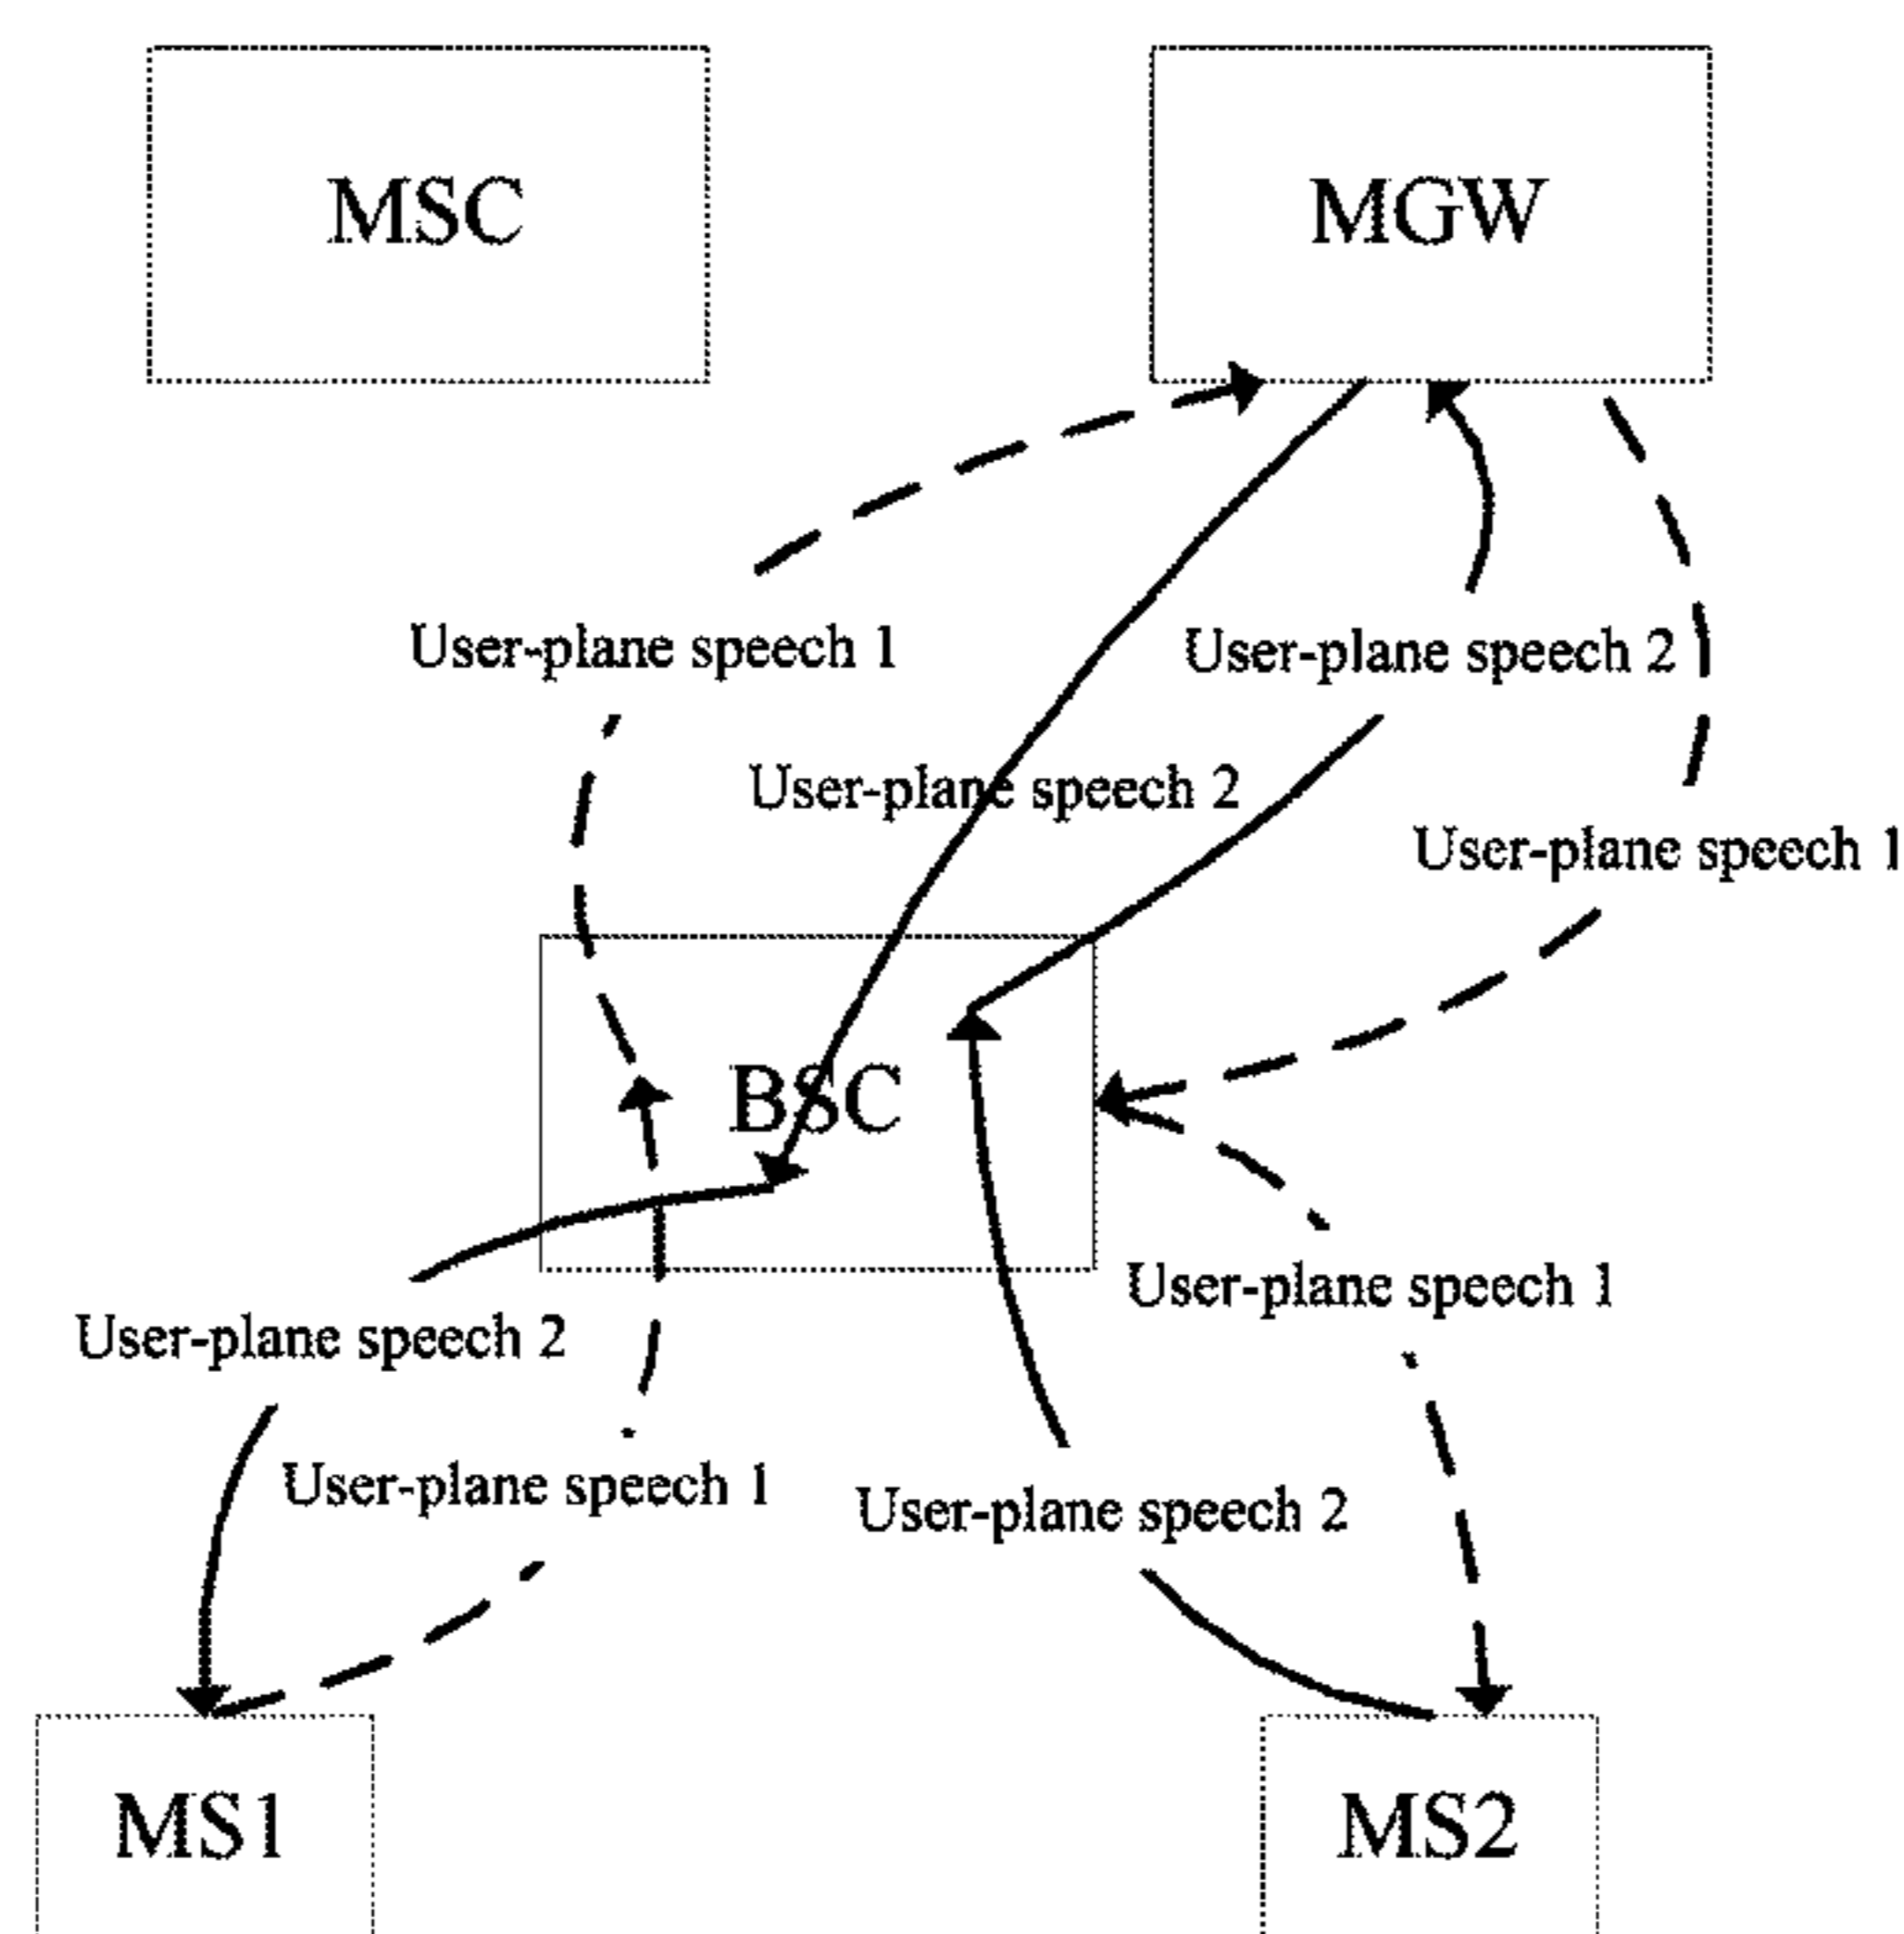 MSC
MGW
User-plane speech 1
User-plane speech 2
User-plane speech 2
User-plane speech 1
BSC
User-plane speech 1
User-plane speech 2
User-plane speech 1
User-plane speech 2
MS1
MS2